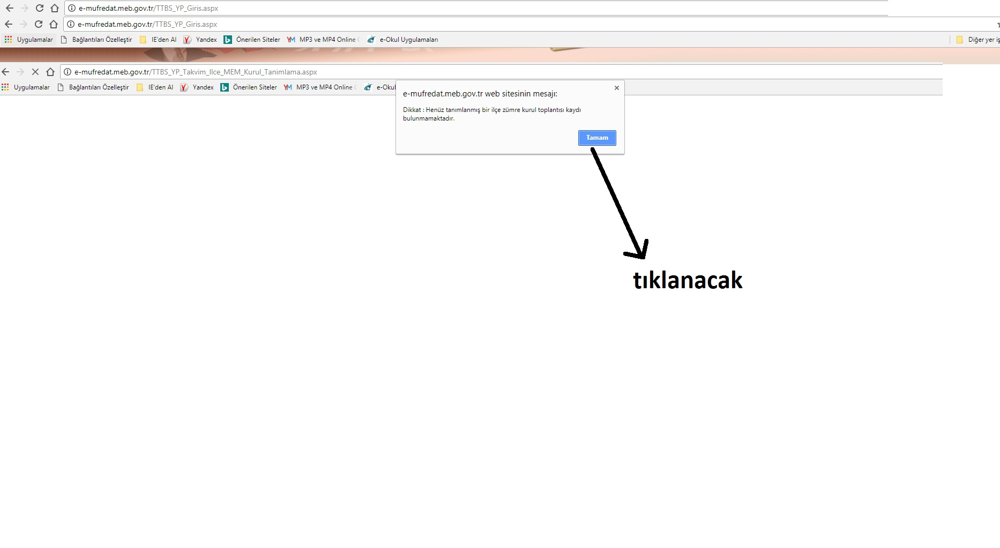 e-mufredat.meb.gov.tr/TTBS_YP_Giris.aspx
e-mufredat.meb.gov.tr/TTBS_YP_Giris.aspx
Uygulamalar Bağlantıları Özelleştir IE'den Al Yandex Önerilen Siteler MP3 ve MP4 Online e-Okul Uygulamaları Diğer yer iş
e-mufredat.meb.gov.tr/TTBS_YP_Takvim_Ilce_MEM_Kurul_Tanimlama.aspx
Uygulamalar Bağlantıları Özelleştir IE'den Al Yandex Önerilen Siteler MP3 ve MP4 Online e-Okul
e-mufredat.meb.gov.tr web sitesinin mesajı:
Dikkat : Henüz tanımlanmış bir ilçe zümre kurul toplantısı kaydı
bulunmamaktadır.
Tamam
tıklanacak